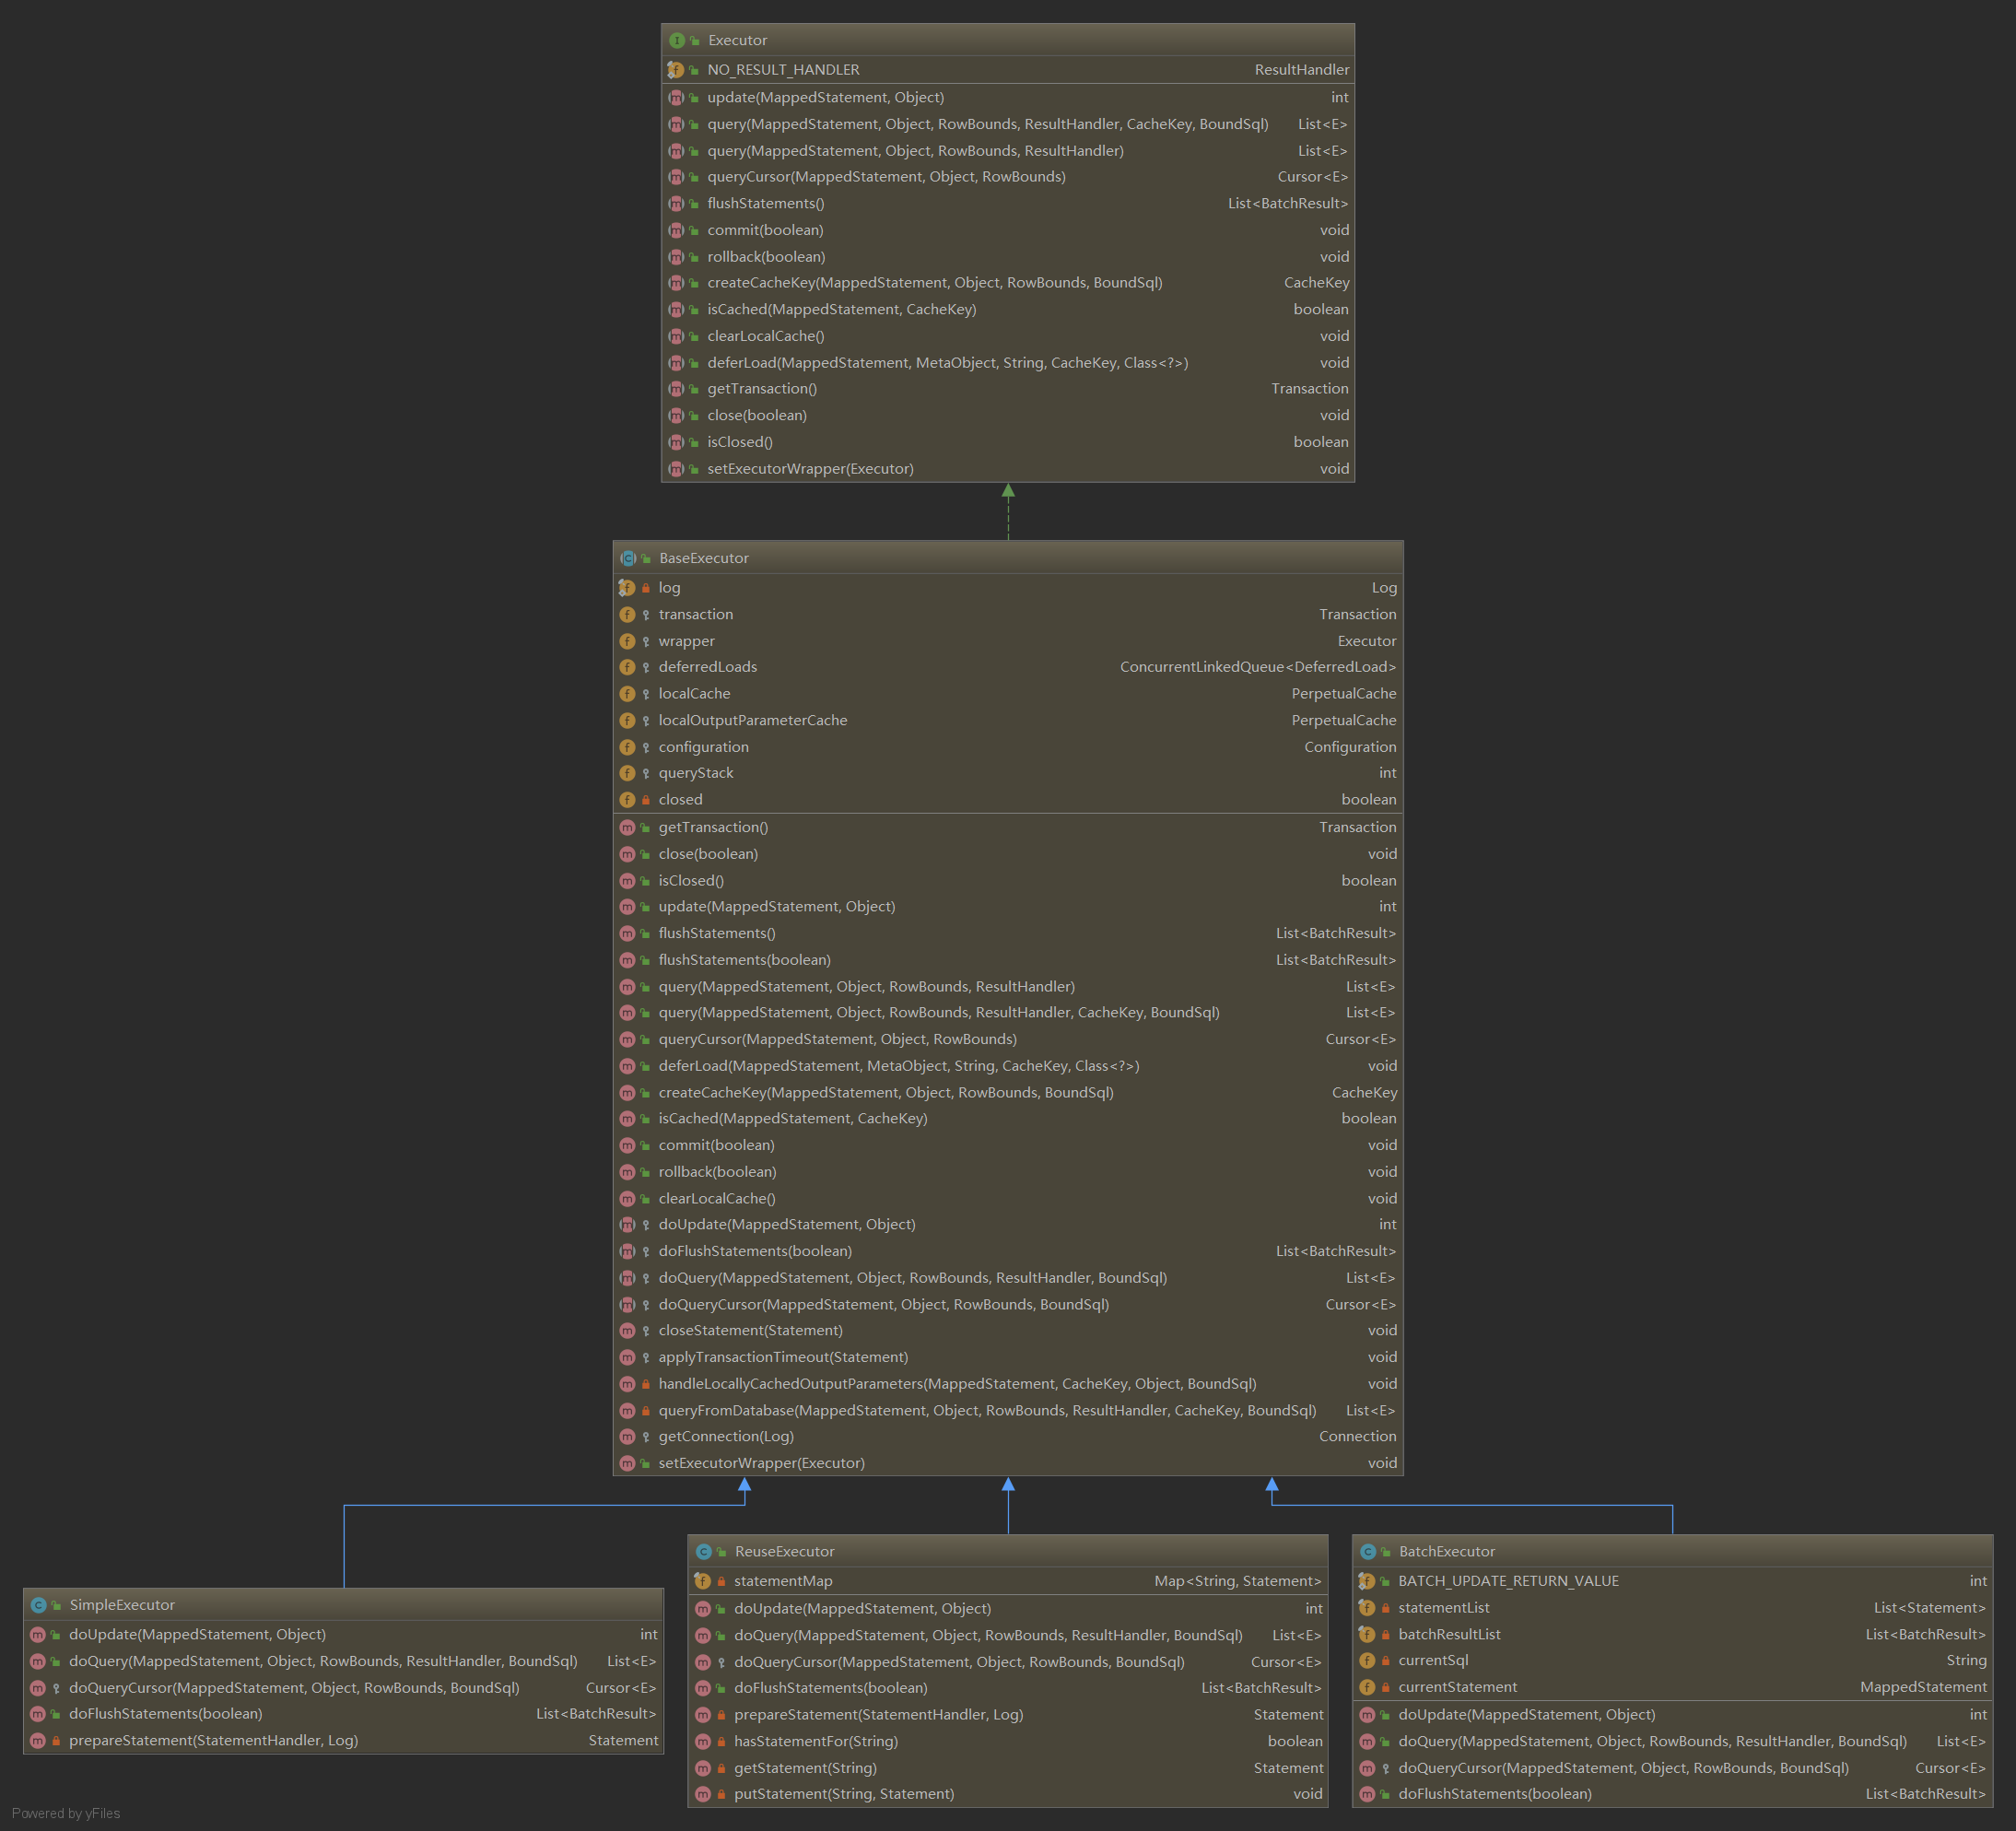 Executor
NO_RESULT_HANDLER ResultHandler
update(MappedStatement, Object) int
query(MappedStatement, Object, RowBounds, ResultHandler, CacheKey, BoundSql) List<E>
query(MappedStatement, Object, RowBounds, ResultHandler) List<E>
queryCursor(MappedStatement, Object, RowBounds) Cursor<E>
flushStatements() List<BatchResult>
commit(boolean) void
rollback(boolean) void
createCacheKey(MappedStatement, Object, RowBounds, BoundSql) CacheKey
isCached(MappedStatement, CacheKey) boolean
clearLocalCache() void
deferLoad(MappedStatement, MetaObject, String, CacheKey, Class<?>) void
getTransaction() Transaction
close(boolean) void
isClosed() boolean
setExecutorWrapper(Executor) void
BaseExecutor
log Log
transaction Transaction
wrapper Executor
deferredLoads ConcurrentLinkedQueue<DeferredLoad>
localCache PerpetualCache
localOutputParameterCache PerpetualCache
configuration Configuration
queryStack int
closed boolean
getTransaction() Transaction
close(boolean) void
isClosed() boolean
update(MappedStatement, Object) int
flushStatements() List<BatchResult>
flushStatements(boolean) List<BatchResult>
query(MappedStatement, Object, RowBounds, ResultHandler) List<E>
query(MappedStatement, Object, RowBounds, ResultHandler, CacheKey, BoundSql) List<E>
queryCursor(MappedStatement, Object, RowBounds) Cursor<E>
deferLoad(MappedStatement, MetaObject, String, CacheKey, Class<?>) void
createCacheKey(MappedStatement, Object, RowBounds, BoundSql) CacheKey
isCached(MappedStatement, CacheKey) boolean
commit(boolean) void
rollback(boolean) void
clearLocalCache() void
doUpdate(MappedStatement, Object) int
doFlushStatements(boolean) List<BatchResult>
doQuery(MappedStatement, Object, RowBounds, ResultHandler, BoundSql) List<E>
doQueryCursor(MappedStatement, Object, RowBounds, BoundSql) Cursor<E>
closeStatement(Statement) void
applyTransactionTimeout(Statement) void
handleLocallyCachedOutputParameters(MappedStatement, CacheKey, Object, BoundSql) void
queryFromDatabase(MappedStatement, Object, RowBounds, ResultHandler, CacheKey, BoundSql) List<E>
getConnection(Log) Connection
setExecutorWrapper(Executor) void
SimpleExecutor
doUpdate(MappedStatement, Object) int
doQuery(MappedStatement, Object, RowBounds, ResultHandler, BoundSql) List<E>
doQueryCursor(MappedStatement, Object, RowBounds, BoundSql) Cursor<E>
doFlushStatements(boolean) List<BatchResult>
prepareStatement(StatementHandler, Log) Statement
ReuseExecutor
statementMap Map<String, Statement>
doUpdate(MappedStatement, Object) int
doQuery(MappedStatement, Object, RowBounds, ResultHandler, BoundSql) List<E>
doQueryCursor(MappedStatement, Object, RowBounds, BoundSql) Cursor<E>
doFlushStatements(boolean) List<BatchResult>
prepareStatement(StatementHandler, Log) Statement
hasStatementFor(String) boolean
getStatement(String) Statement
putStatement(String, Statement) void
BatchExecutor
BATCH_UPDATE_RETURN_VALUE int
statementList List<Statement>
batchResultList List<BatchResult>
currentSql String
currentStatement MappedStatement
doUpdate(MappedStatement, Object) int
doQuery(MappedStatement, Object, RowBounds, ResultHandler, BoundSql) List<E>
doQueryCursor(MappedStatement, Object, RowBounds, BoundSql) Cursor<E>
doFlushStatements(boolean) List<BatchResult>
Powered by yFiles